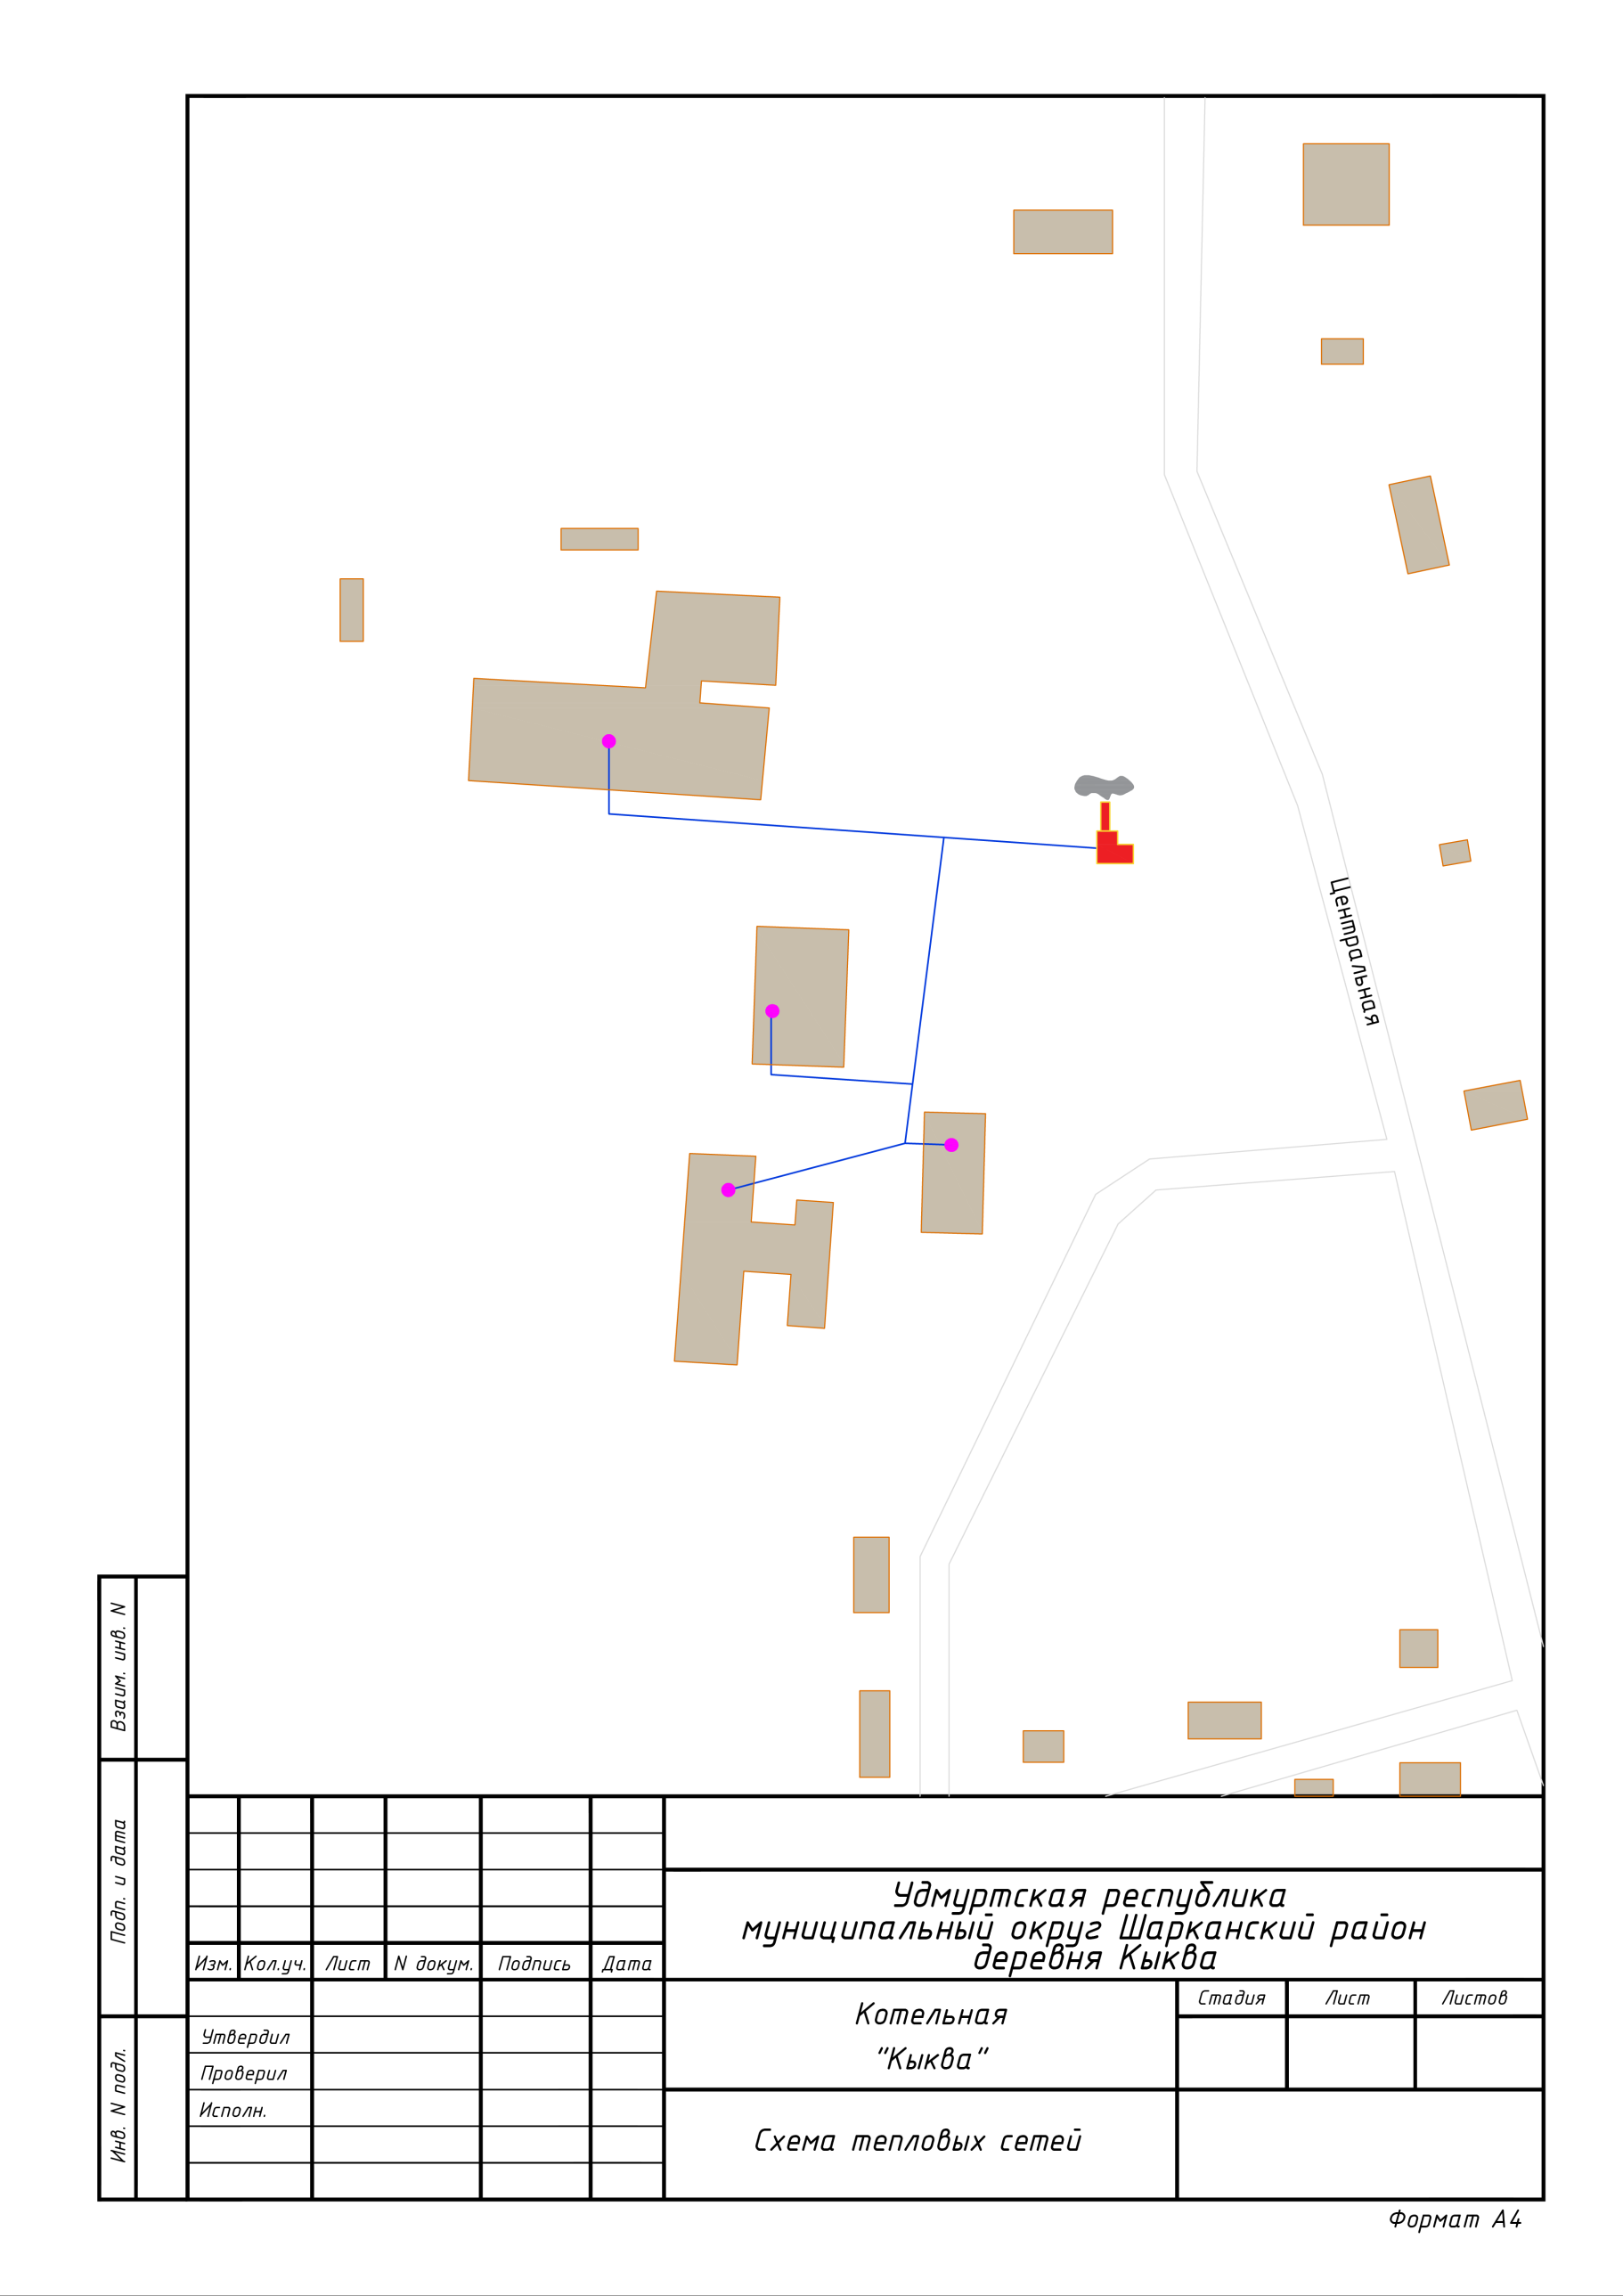 Центральная
Взаим. инв. N
Подп. и дата
Инв. N подл.
Удмуртская республика
муниципальный округ Шарканский район
деревня Кыква
Изм. Кол.уч. Лист N докум. Подпись Дата
Котельная
"Кыква"
Стадия Лист Листов
Утвердил
Проверил
Исполн.
Схема тепловых сетей
Формат А4